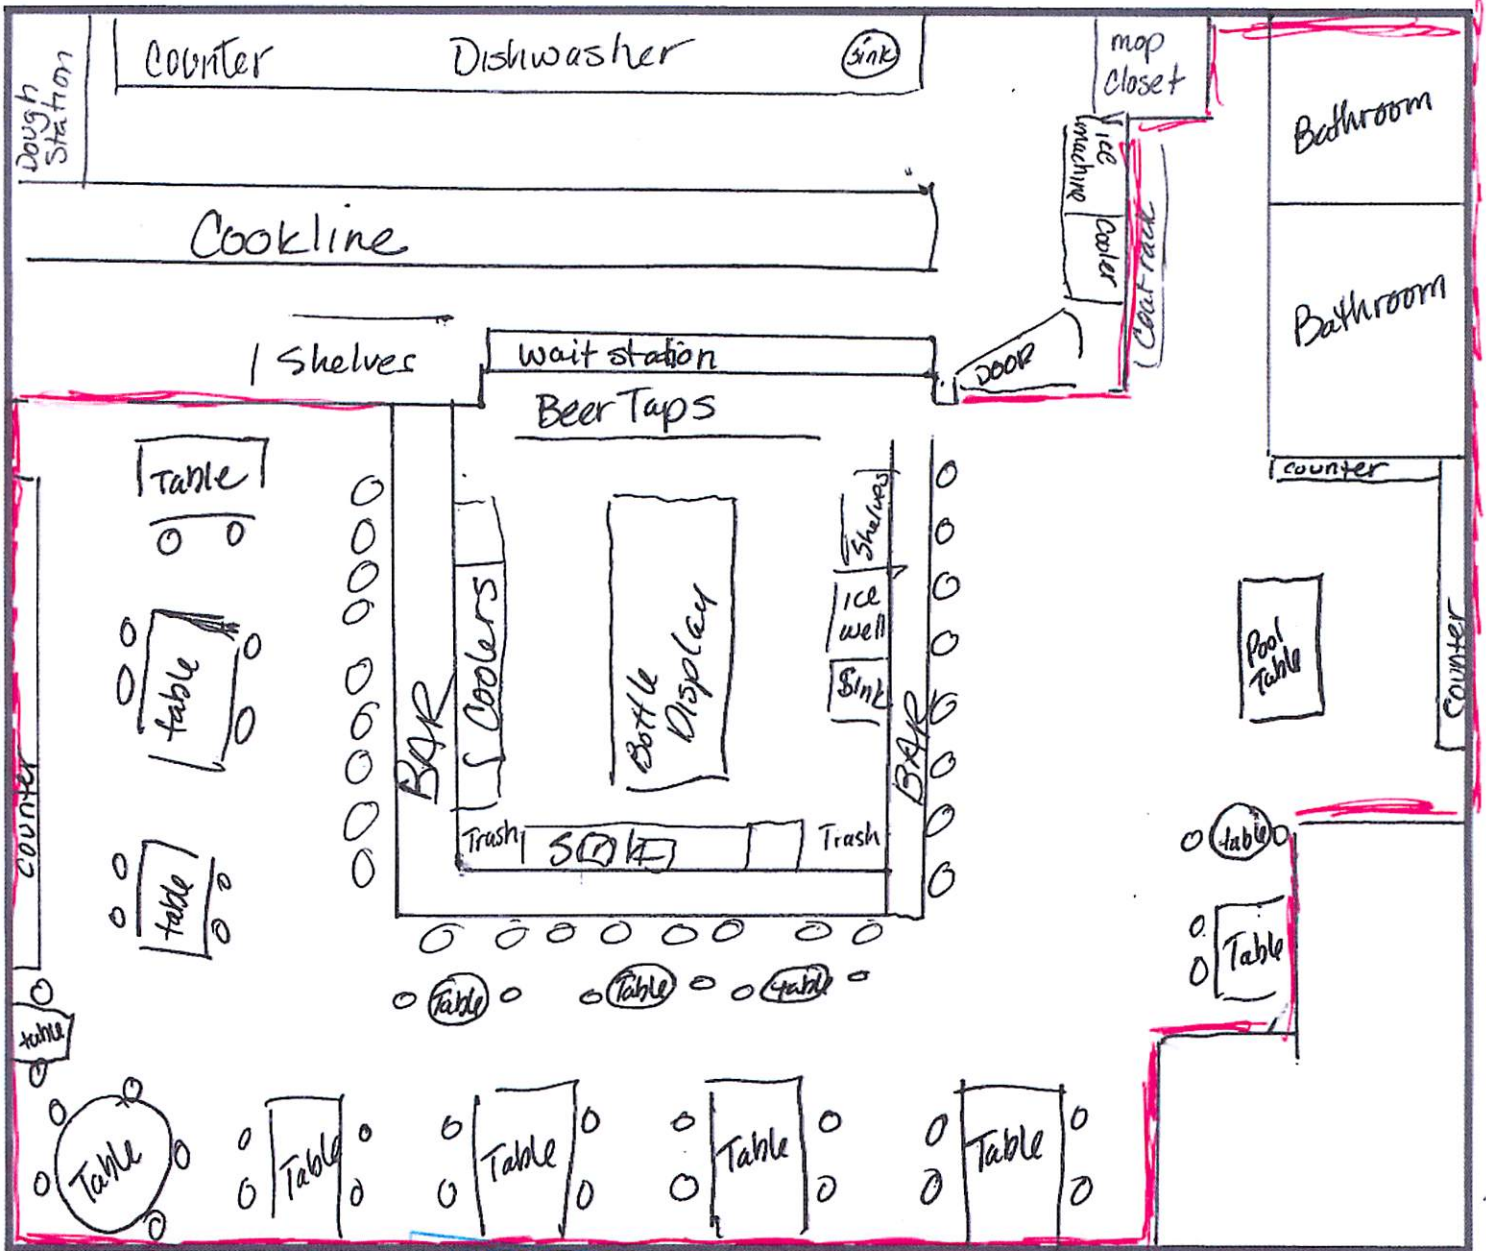 Counter
Dishwasher
Sink
mop
Closet
Dough
Station
Bathroom
ice
machine
Cookline
Cooler
Coat rack
Bathroom
Shelves
wait station
DOOR
Beer Taps
Table
counter
Shelves
ice
well
Coolers
Bottle
Display
Sink
table
Pool
Table
counter
BAR
BAR
counter
Trash
Trash
table
table
Table
Table
Table
table
table
Table
Table
Table
Table
Table